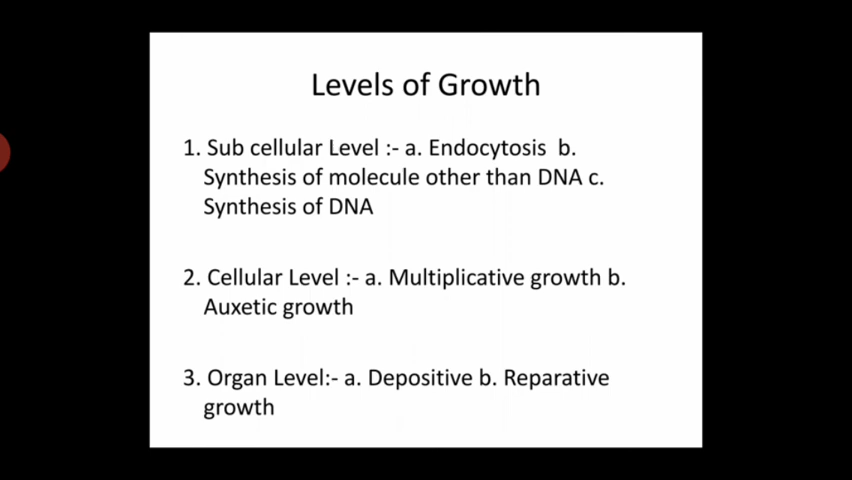 Levels of Growth
1. Sub cellular Level :- a. Endocytosis b.
Synthesis of molecule other than DNA c.
Synthesis of DNA
2. Cellular Level :- a. Multiplicative growth b.
Auxetic growth
3. Organ Level:- a. Depositive b. Reparative
growth